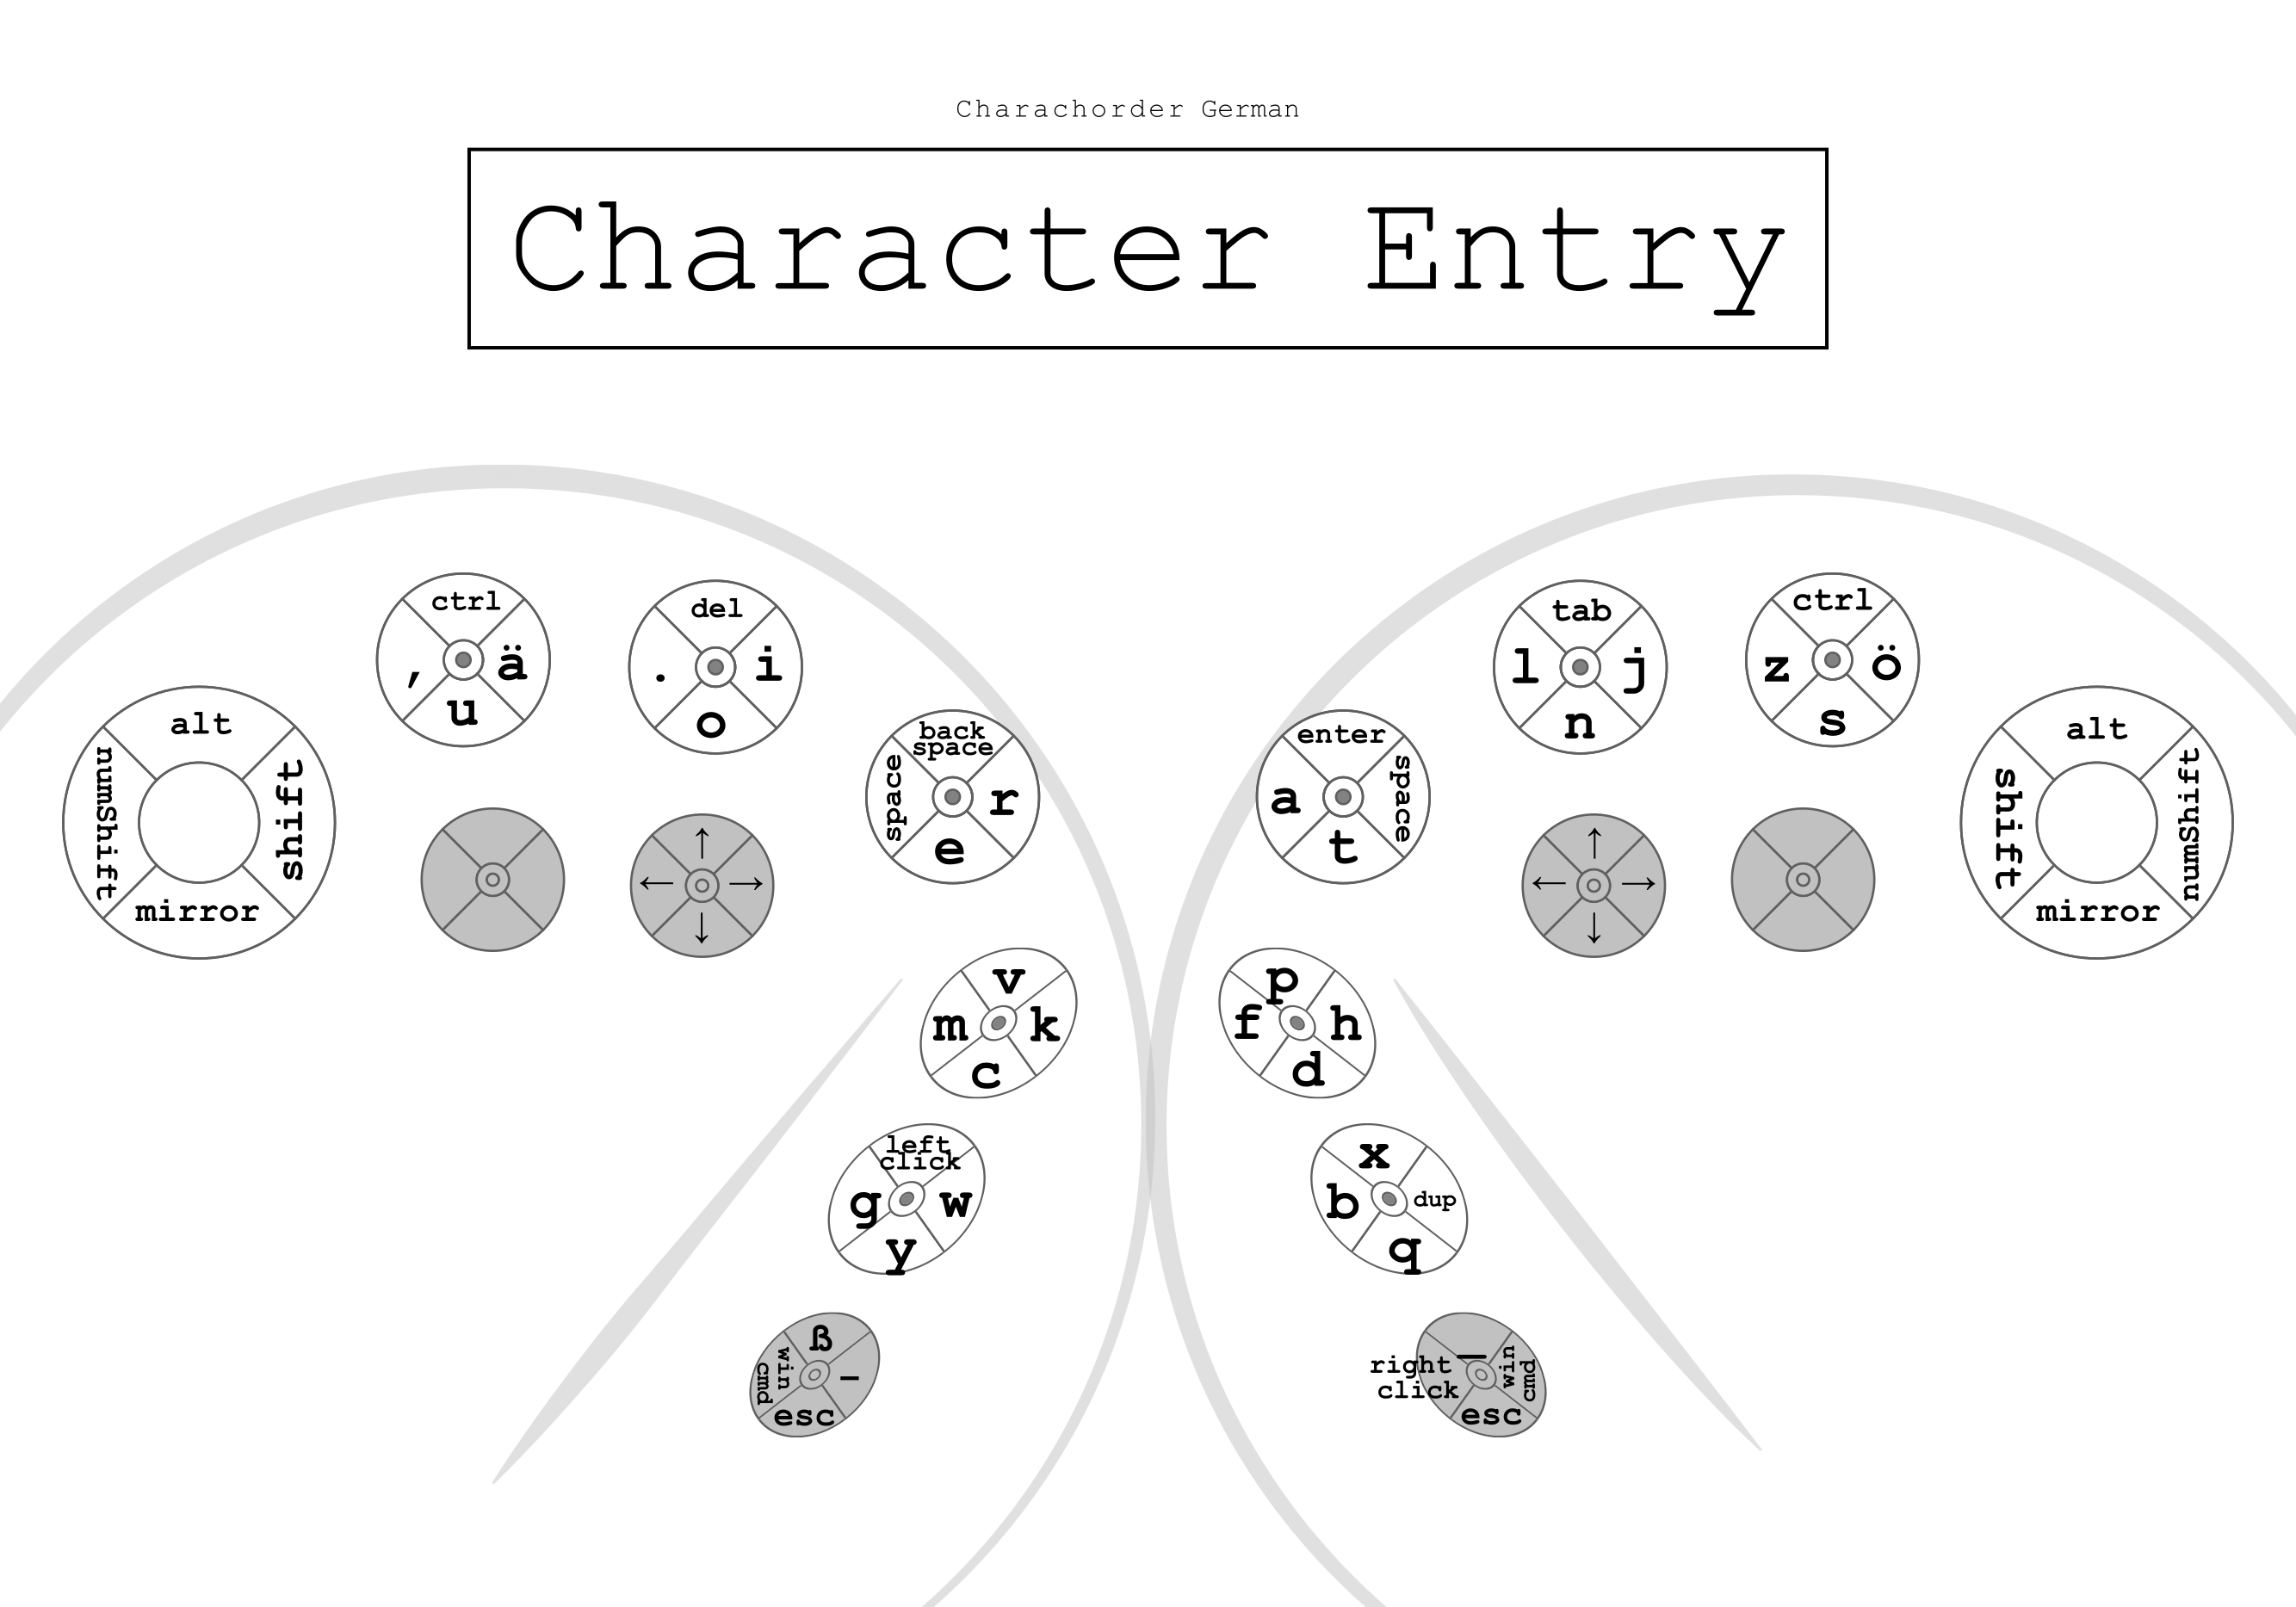 Charachorder German
Character Entry
ctrl
, ä
u
del
. i
o
tab
l j
n
ctrl
z ö
s
alt
numShift shift
mirror
back
space
space r
e
enter
a space
t
alt
shift numShift
mirror
↑
← →
↓
↑
← →
↓
v
m k
c
p
f h
d
left
click
g w
y
x
b dup
q
ß
win
cmd
–
esc
—
right
click
win
cmd
esc